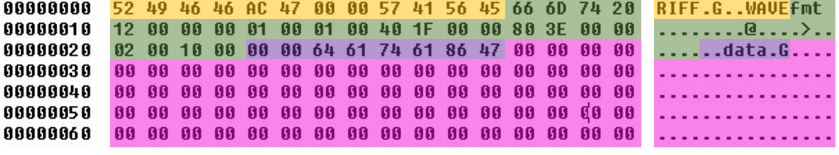 00000000 52 49 46 46 AC 47 00 00 57 41 56 45 66 6D 74 20 RIFF.G..WAVEfmt
00000010 12 00 00 00 01 00 01 00 40 1F 00 00 80 3E 00 00 ........@....>..
00000020 02 00 10 00 00 00 64 61 74 61 86 47 00 00 00 00 ......data.G....
00000030 00 00 00 00 00 00 00 00 00 00 00 00 00 00 00 00 ................
00000040 00 00 00 00 00 00 00 00 00 00 00 00 00 00 00 00 ................
00000050 00 00 00 00 00 00 00 00 00 00 00 00 00 00 00 00 ................
00000060 00 00 00 00 00 00 00 00 00 00 00 00 00 00 00 00 ................